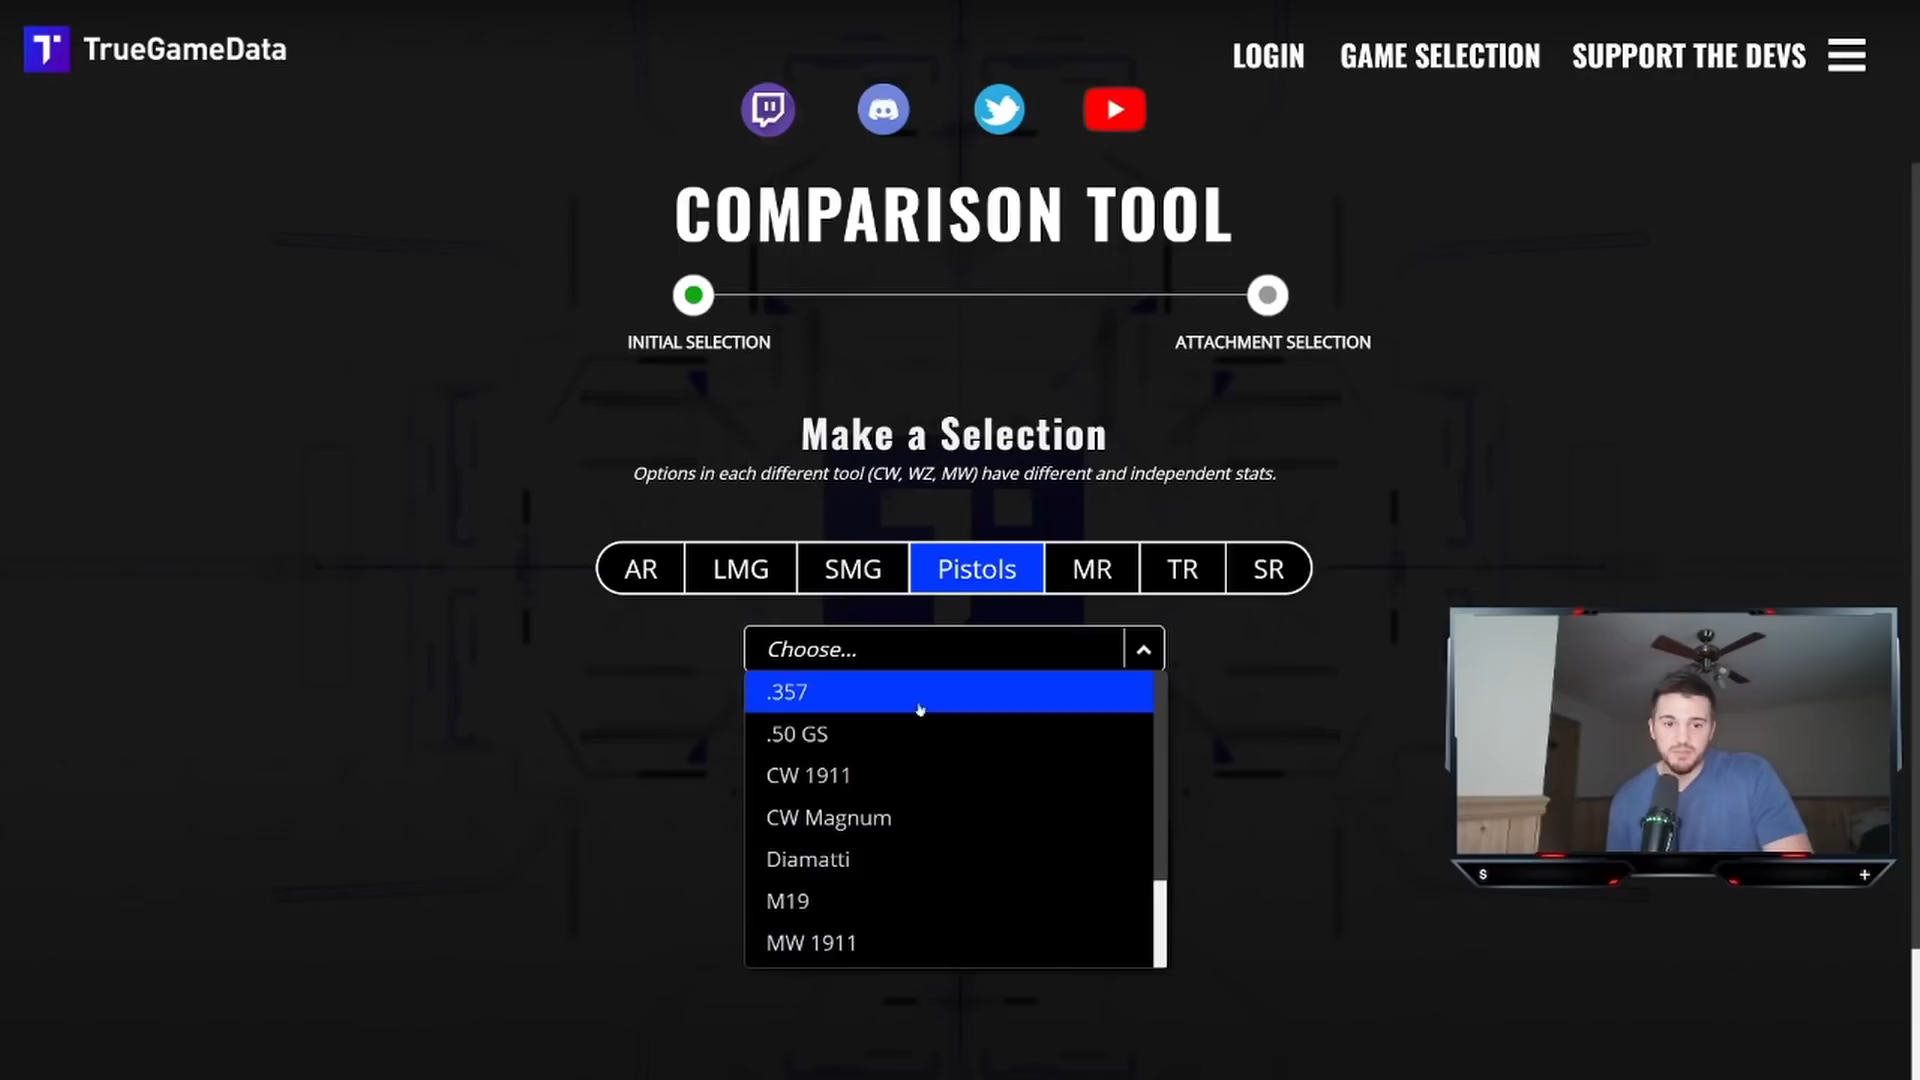 TrueGameData
LOGIN
GAME SELECTION
SUPPORT THE DEVS
COMPARISON TOOL
INITIAL SELECTION
ATTACHMENT SELECTION
Make a Selection
Options in each different tool (CW, WZ, MW) have different and independent stats.
AR
LMG
SMG
Pistols
MR
TR
SR
Choose...
.357
.50 GS
CW 1911
CW Magnum
Diamatti
M19
MW 1911
$
+